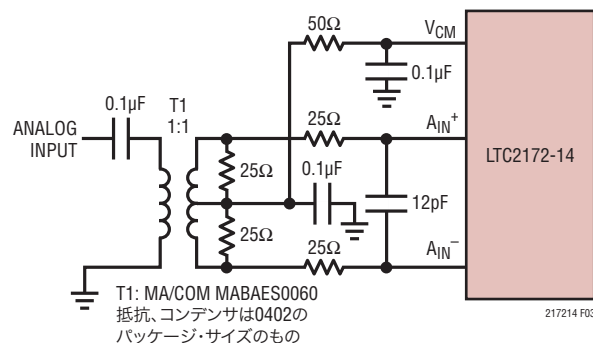 50Ω
VCM
0.1µF
0.1µF
T1
1:1
25Ω
AIN+
ANALOG
INPUT
25Ω
0.1µF
LTC2172-14
12pF
25Ω
25Ω
AIN−
T1: MA/COM MABAES0060
抵抗、コンデンサは0402の
パッケージ・サイズのもの
217214 F03